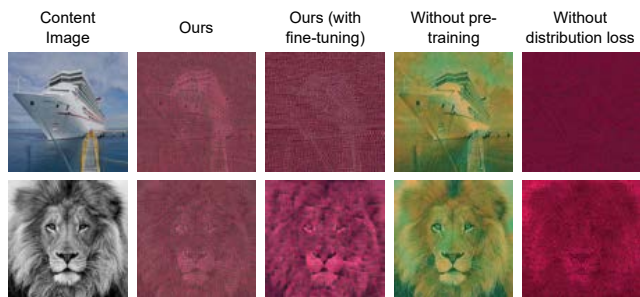 Content
Image
Ours
Ours (with
fine-tuning)
Without pre-
training
Without
distribution loss